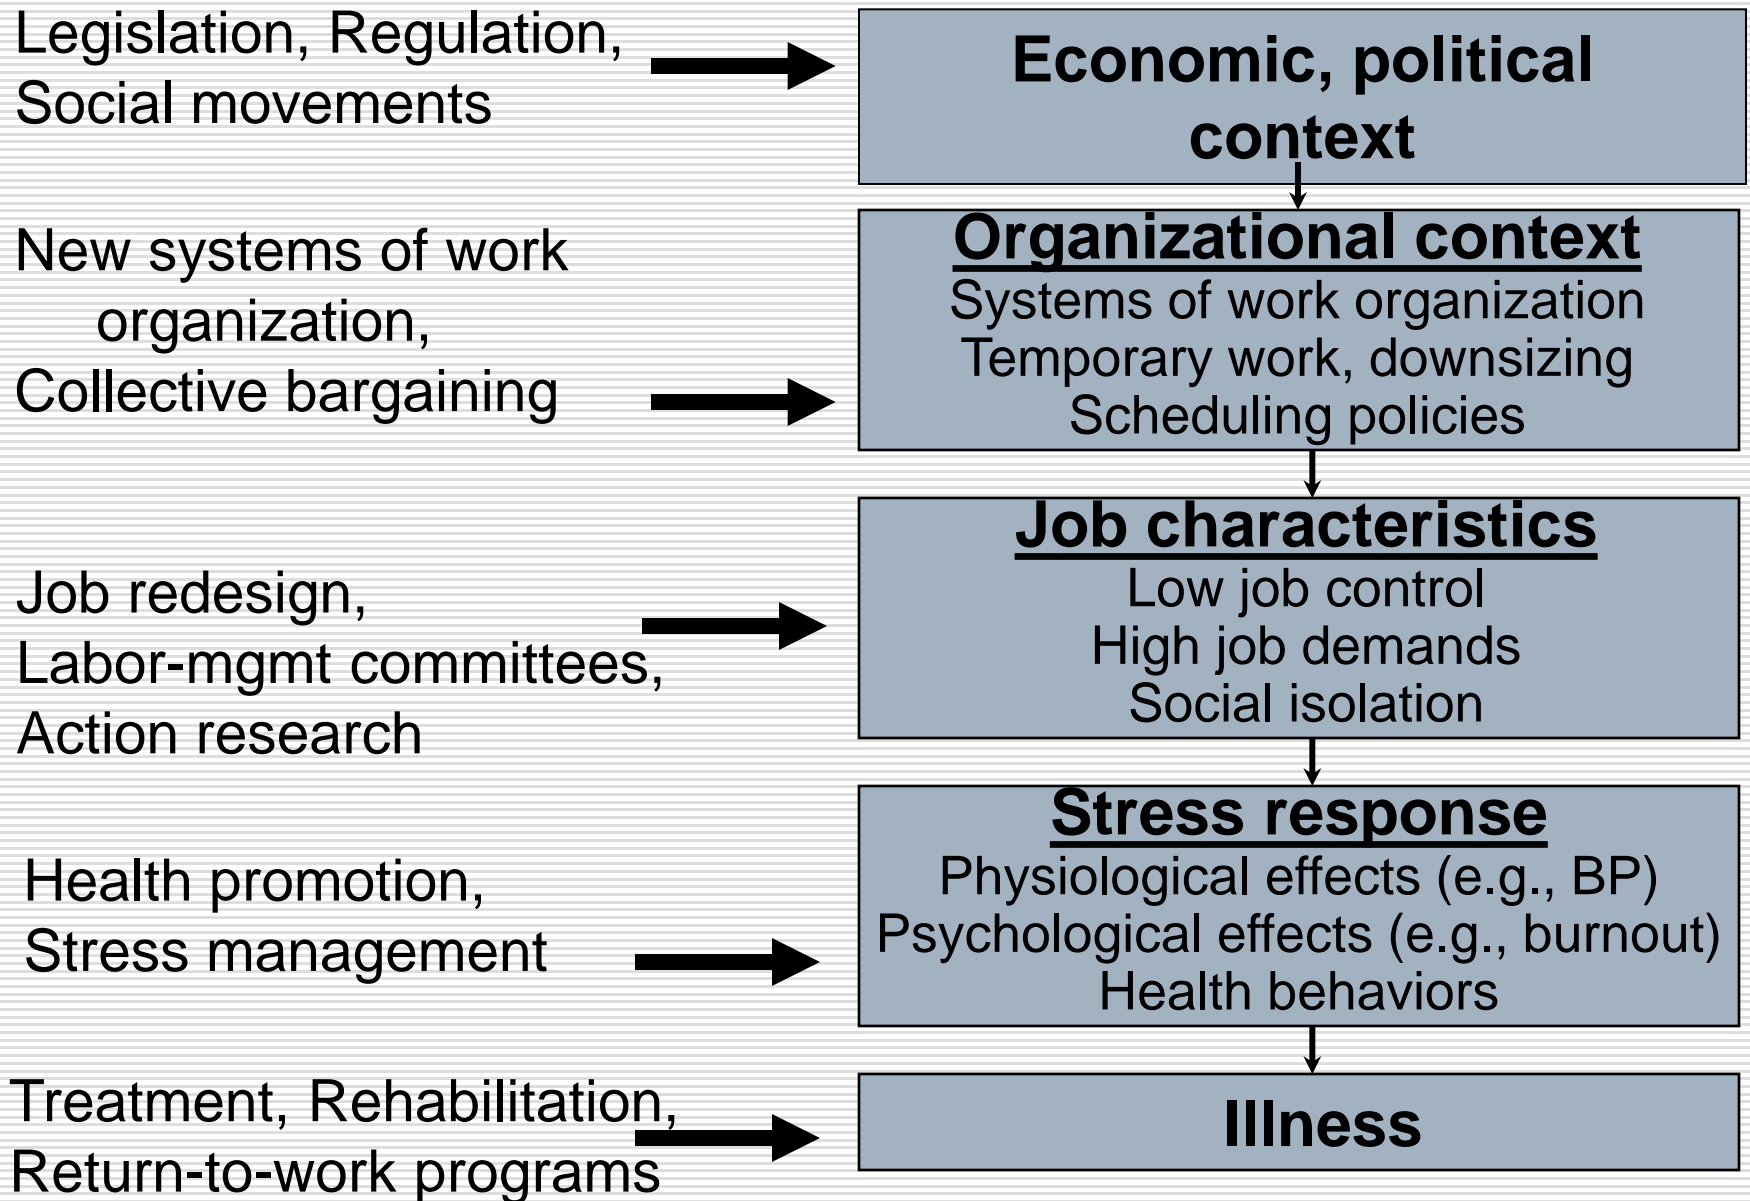 Legislation, Regulation,
Social movements
Economic, political
context
New systems of work
organization,
Collective bargaining
Organizational context
Systems of work organization
Temporary work, downsizing
Scheduling policies
Job redesign,
Labor-mgmt committees,
Action research
Job characteristics
Low job control
High job demands
Social isolation
Health promotion,
Stress management
Stress response
Physiological effects (e.g., BP)
Psychological effects (e.g., burnout)
Health behaviors
Treatment, Rehabilitation,
Return-to-work programs
Illness